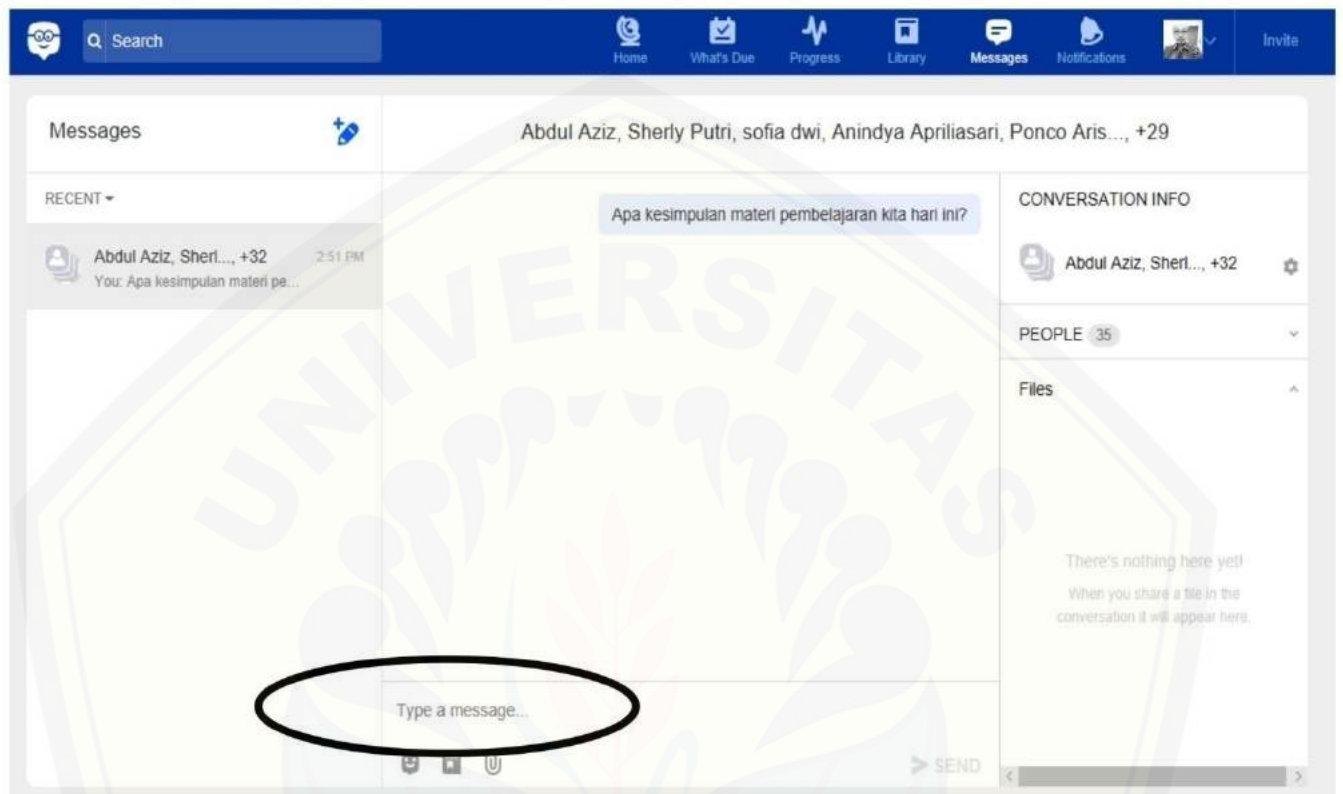 Search
Home
What's Due
Progress
Library
Messages
Notifications
Invite
Messages
Abdul Aziz, Sherly Putri, sofia dwi, Anindya Apriliasari, Ponco Aris..., +29
RECENT
Abdul Aziz, Sherl..., +32
2:51 PM
You: Apa kesimpulan materi pe...
Apa kesimpulan materi pembelajaran kita hari ini?
CONVERSATION INFO
Abdul Aziz, Sherl..., +32
PEOPLE 35
Files
There's nothing here yet!
When you share a file in the
conversation it will appear here.
Type a message...
SEND
UNIVERSITAS